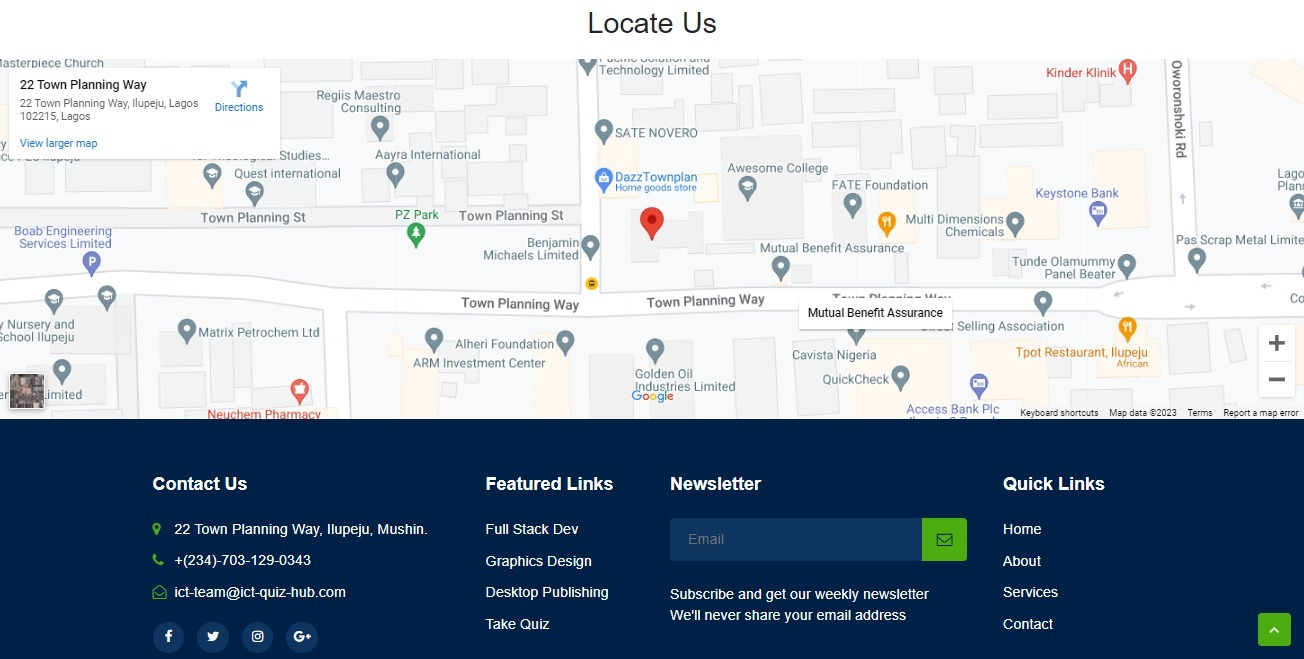 Locate Us
Masterpiece Church
22 Town Planning Way
22 Town Planning Way, Ilupeju, Lagos
102215, Lagos
Directions
View larger map
Technology Limited
Kinder Klinik
Oworonshoki Rd
Regiis Maestro
Consulting
SATE NOVERO
Aayra International
Quest international
DazzTownplan
Home goods store
Awesome College
FATE Foundation
Keystone Bank
Town Planning St
PZ Park
Town Planning St
Multi Dimensions
Chemicals
Boab Engineering
Services Limited
Benjamin
Michaels Limited
Mutual Benefit Assurance
Pas Scrap Metal Limite
Tunde Olamummy
Panel Beater
Town Planning Way
Town Planning Way
Town Planning Way
Mutual Benefit Assurance
y Nursery and
School Ilupeju
Matrix Petrochem Ltd
Alheri Foundation
ARM Investment Center
Selling Association
Cavista Nigeria
Tpot Restaurant, Ilupeju
African
Golden Oil
Industries Limited
QuickCheck
Limited
Neuchem Pharmacy
Google
Access Bank Plc
Keyboard shortcuts
Map data ©2023
Terms
Report a map error
Contact Us
22 Town Planning Way, Ilupeju, Mushin.
+(234)-703-129-0343
ict-team@ict-quiz-hub.com
Featured Links
Full Stack Dev
Graphics Design
Desktop Publishing
Take Quiz
Newsletter
Email
Subscribe and get our weekly newsletter
We'll never share your email address
Quick Links
Home
About
Services
Contact